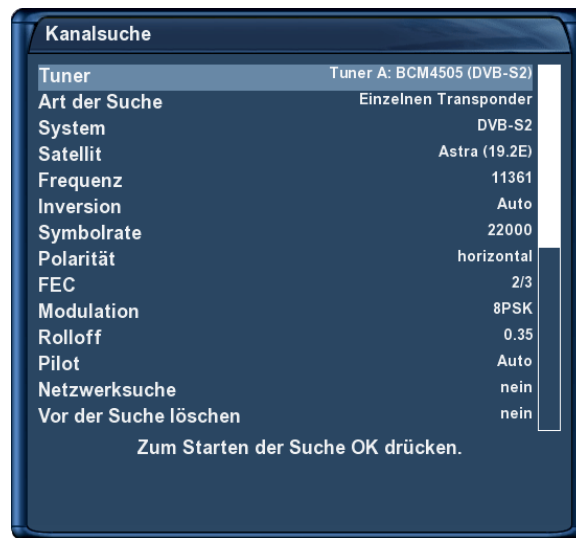 Kanalsuche
Tuner Tuner A: BCM4505 (DVB-S2)
Art der Suche Einzelnen Transponder
System DVB-S2
Satellit Astra (19.2E)
Frequenz 11361
Inversion Auto
Symbolrate 22000
Polarität horizontal
FEC 2/3
Modulation 8PSK
Rolloff 0.35
Pilot Auto
Netzwerksuche nein
Vor der Suche löschen nein
Zum Starten der Suche OK drücken.